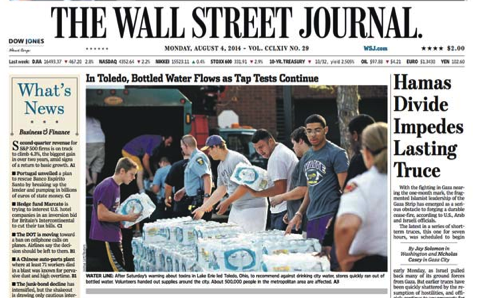 THE WALL STREET JOURNAL.
DOW JONES
MONDAY, AUGUST 4, 2014 ~ VOL. CCLXIV NO. 29
WSJ.com
★★★★ $2.00
Last week: DJIA 16493.37 ▼ 467.20 2.8% NASDAQ 4352.64 ▼ 2.2% NIKKEI 15523.11 ▲ 0.4% STOXX 600 331.91 ▼ 2.9% 10-YR. TREASURY ▼ 10/32, yield 2.505% OIL $97.88 ▼ $4.21 EURO $1.3431 YEN 102.60
What's
News
Business & Finance
Second-quarter revenue for
S&P 500 firms is on track
to climb 4.3%, the biggest gain
in over two years, amid signs
of a return to basic growth. A1
■ Portugal unveiled a plan
to rescue Banco Espírito
Santo by breaking up the
lender and pumping in billions
of euros of state money. C1
■ Hedge fund Marcato is
trying to interest U.S. hotel
companies in an inversion bid
for Britain's Intercontinental
to cut their tax bills. C1
■ The DOT is moving toward
a ban on cellphone calls on
planes. Airlines say the decision
should be left to them. B1
■ A Chinese auto-parts plant
where at least 71 workers died
in a blast was known for pervasive
dust and high overtime. B1
■ The junk-bond decline has
intensified, but the shakeout
is drawing only cautious interest
In Toledo, Bottled Water Flows as Tap Tests Continue
WATER LINE: After Saturday's warning about toxins in Lake Erie led Toledo, Ohio, to recommend against drinking city water, stores quickly ran out of
bottled water. Volunteers handed out supplies around the city. About 500,000 people in the metropolitan area are affected. A3
Hamas
Divide
Impedes
Lasting
Truce
With the fighting in Gaza nearing
the one-month mark, the fragmented
Islamist leadership of the
Gaza Strip has emerged as a serious
obstacle to forging a durable
cease-fire, according to U.S., Arab
and Israeli officials.
The latest in a series of short-term
truces, this one for seven
hours, was scheduled to begin
By Jay Solomon in
Washington and Nicholas
Casey in Gaza City
early Monday, as Israel pulled
back many of its ground forces
from Gaza. But earlier truces have
been quickly shattered by the resumption
of hostilities, and